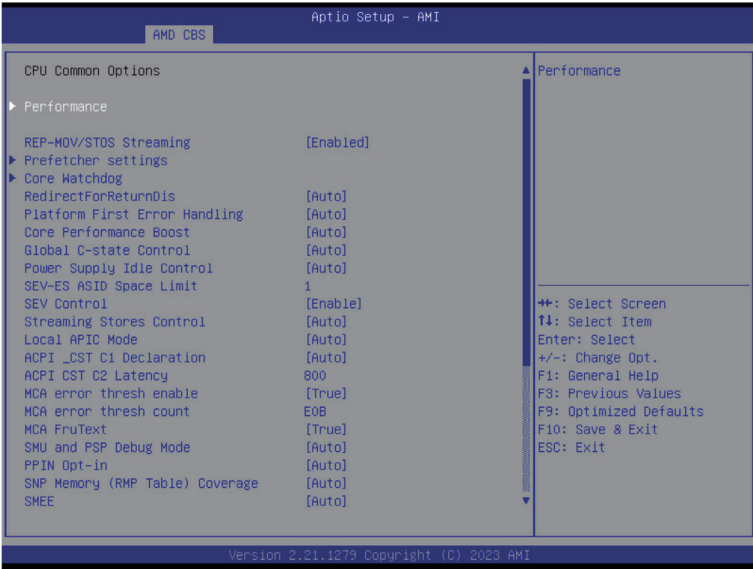 Aptio Setup – AMI
AMD CBS
CPU Common Options
Performance
REP-MOV/STOS Streaming [Enabled]
Prefetcher settings
Core Watchdog
RedirectForReturnDis [Auto]
Platform First Error Handling [Auto]
Core Performance Boost [Auto]
Global C-state Control [Auto]
Power Supply Idle Control [Auto]
SEV-ES ASID Space Limit 1
SEV Control [Enable]
Streaming Stores Control [Auto]
Local APIC Mode [Auto]
ACPI _CST C1 Declaration [Auto]
ACPI CST C2 Latency 800
MCA error thresh enable [True]
MCA error thresh count E0B
MCA FruText [True]
SMU and PSP Debug Mode [Auto]
PPIN Opt-in [Auto]
SNP Memory (RMP Table) Coverage [Auto]
SMEE [Auto]
Performance
→←: Select Screen
↑↓: Select Item
Enter: Select
+/-: Change Opt.
F1: General Help
F3: Previous Values
F9: Optimized Defaults
F10: Save & Exit
ESC: Exit
Version 2.21.1279 Copyright (C) 2023 AMI